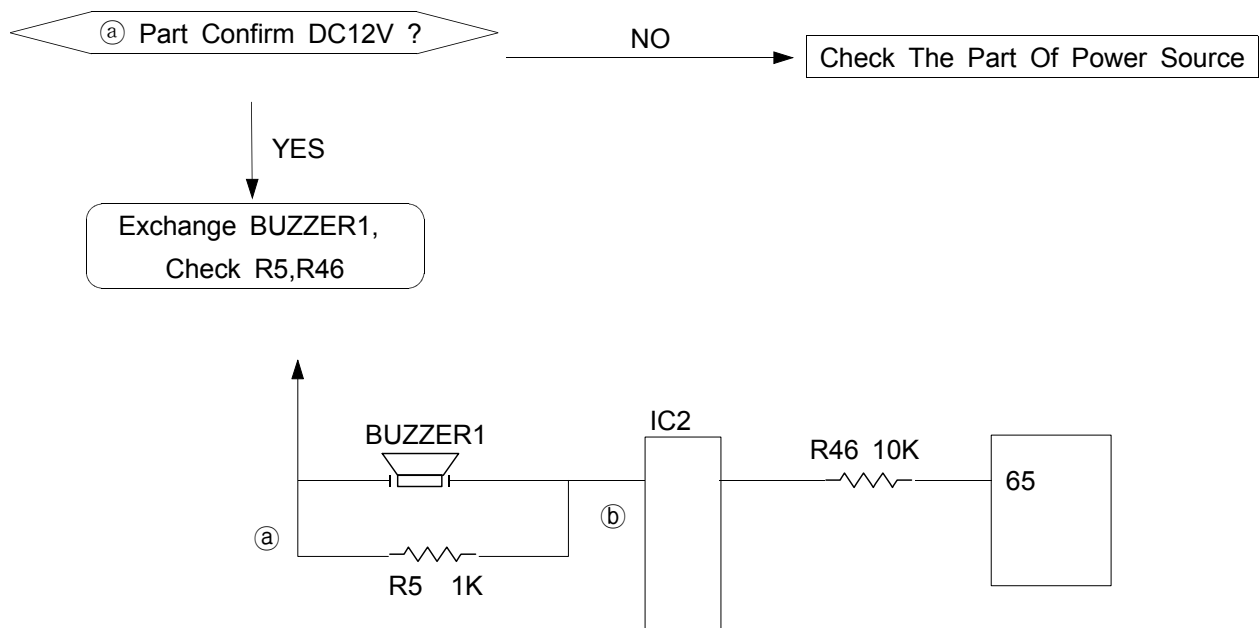 ⓐ Part Confirm DC12V ?
NO
Check The Part Of Power Source
YES
Exchange BUZZER1,
Check R5,R46
IC2
BUZZER1
R46 10K
65
ⓐ
ⓑ
R5 1K